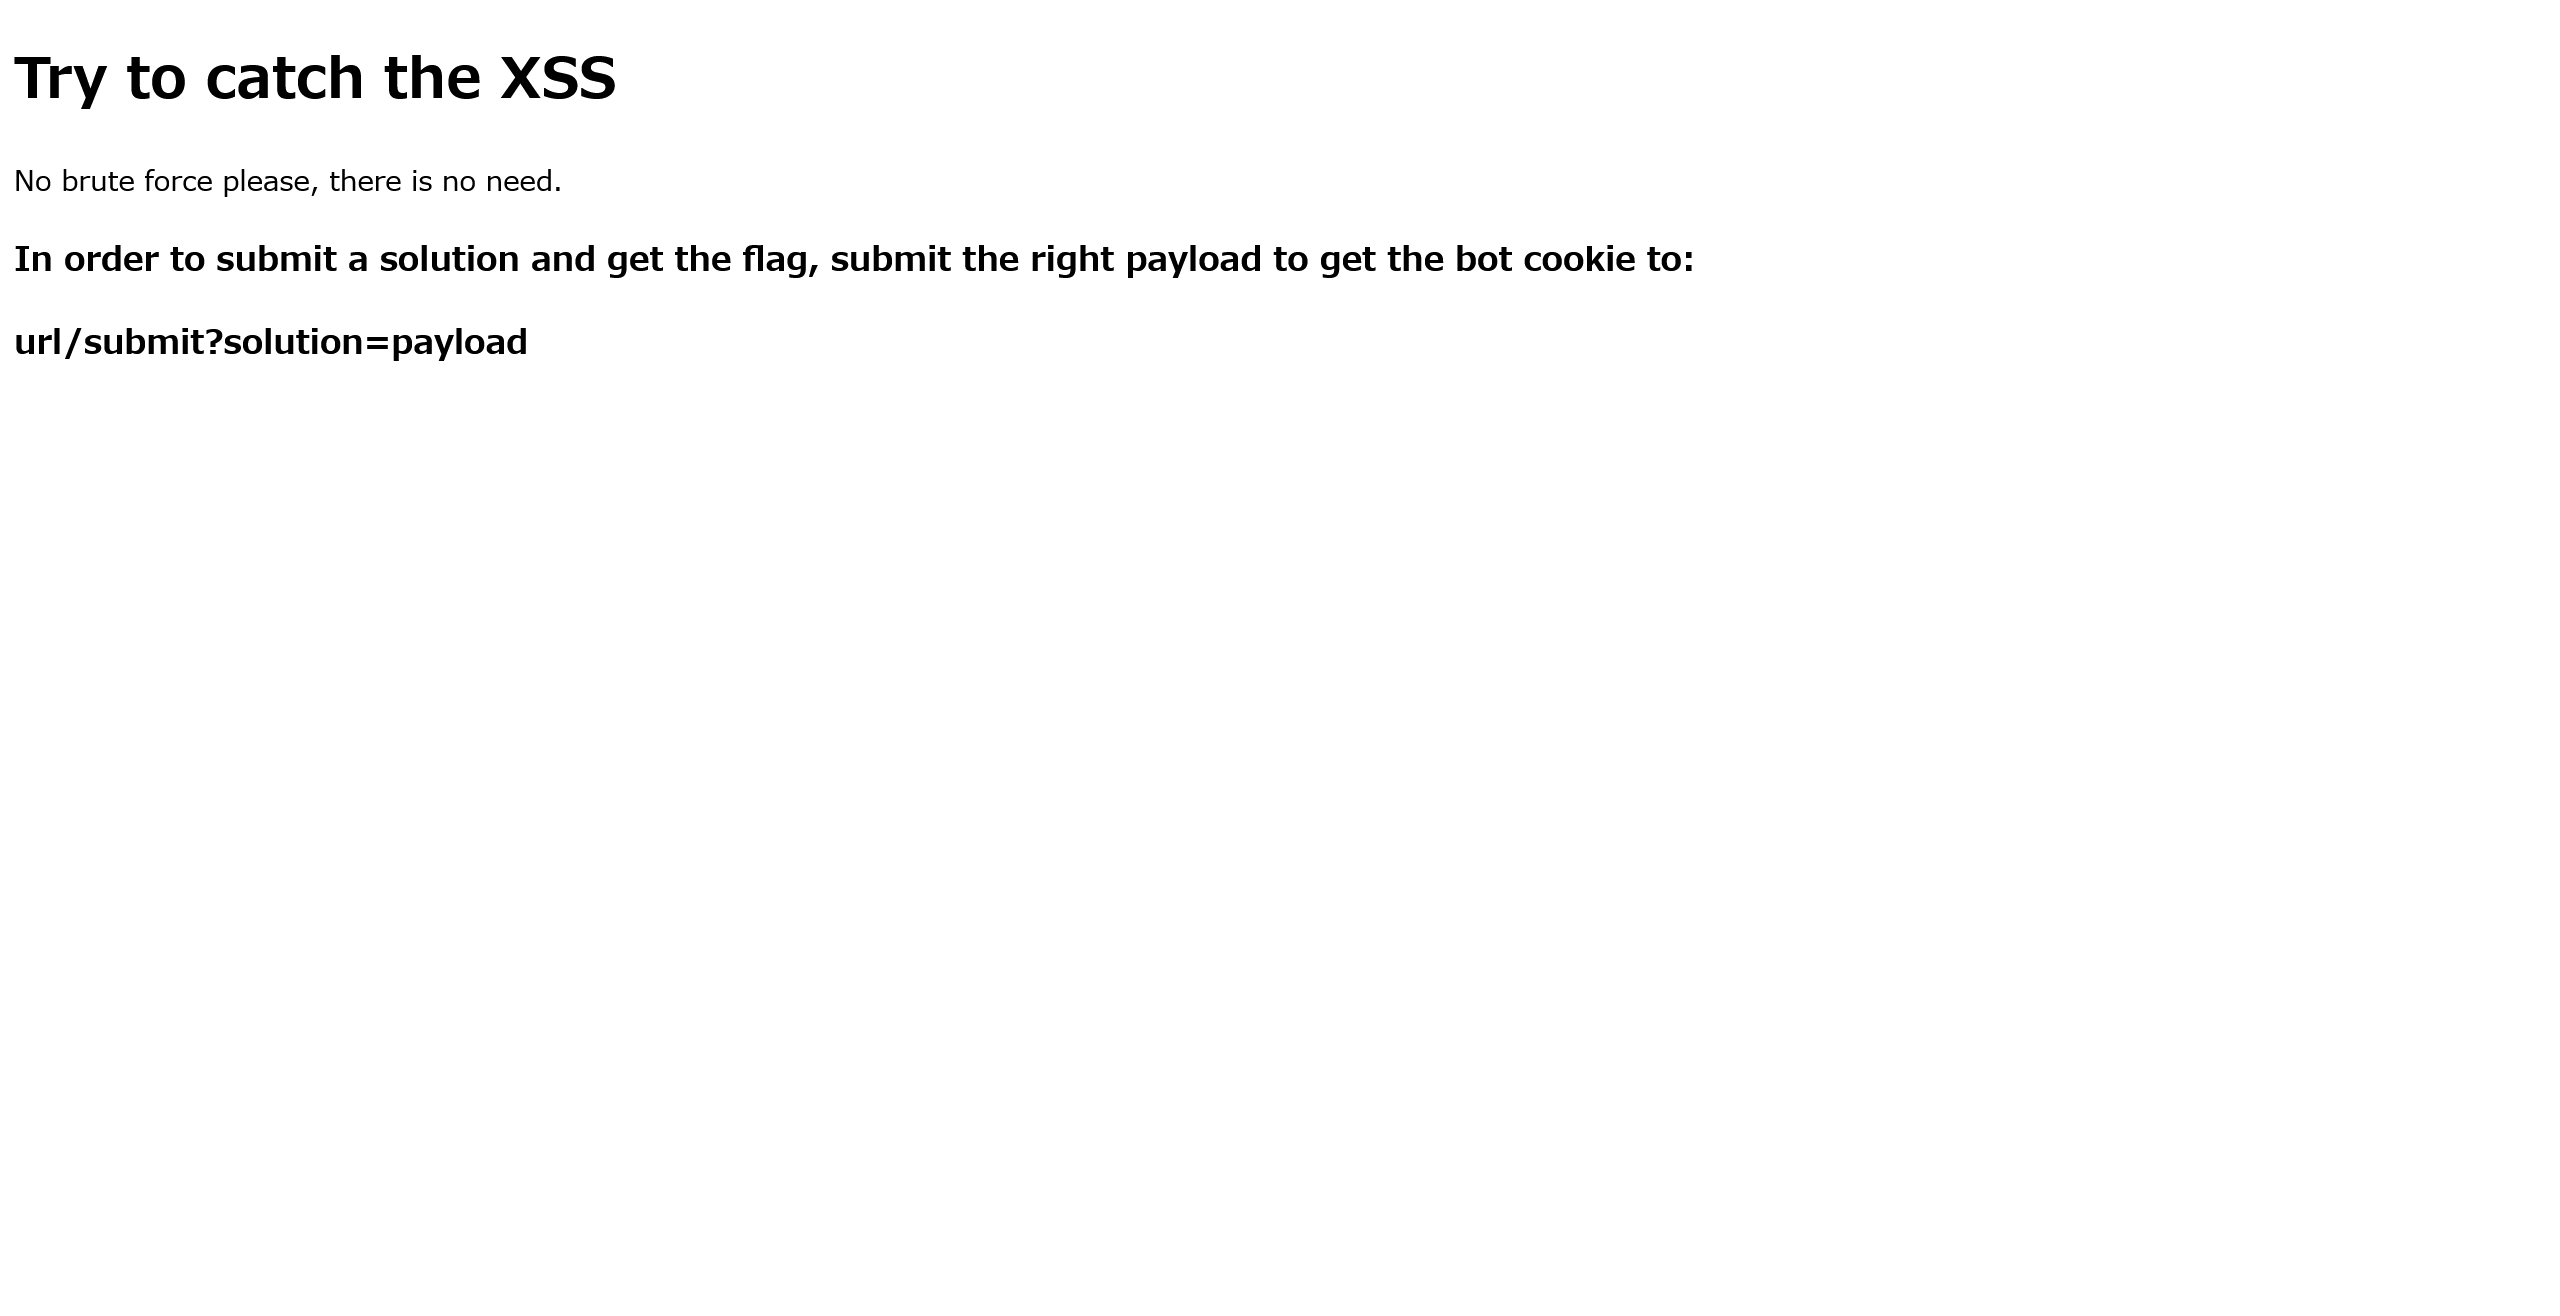 Try to catch the XSS
No brute force please, there is no need.
In order to submit a solution and get the flag, submit the right payload to get the bot cookie to:
url/submit?solution=payload